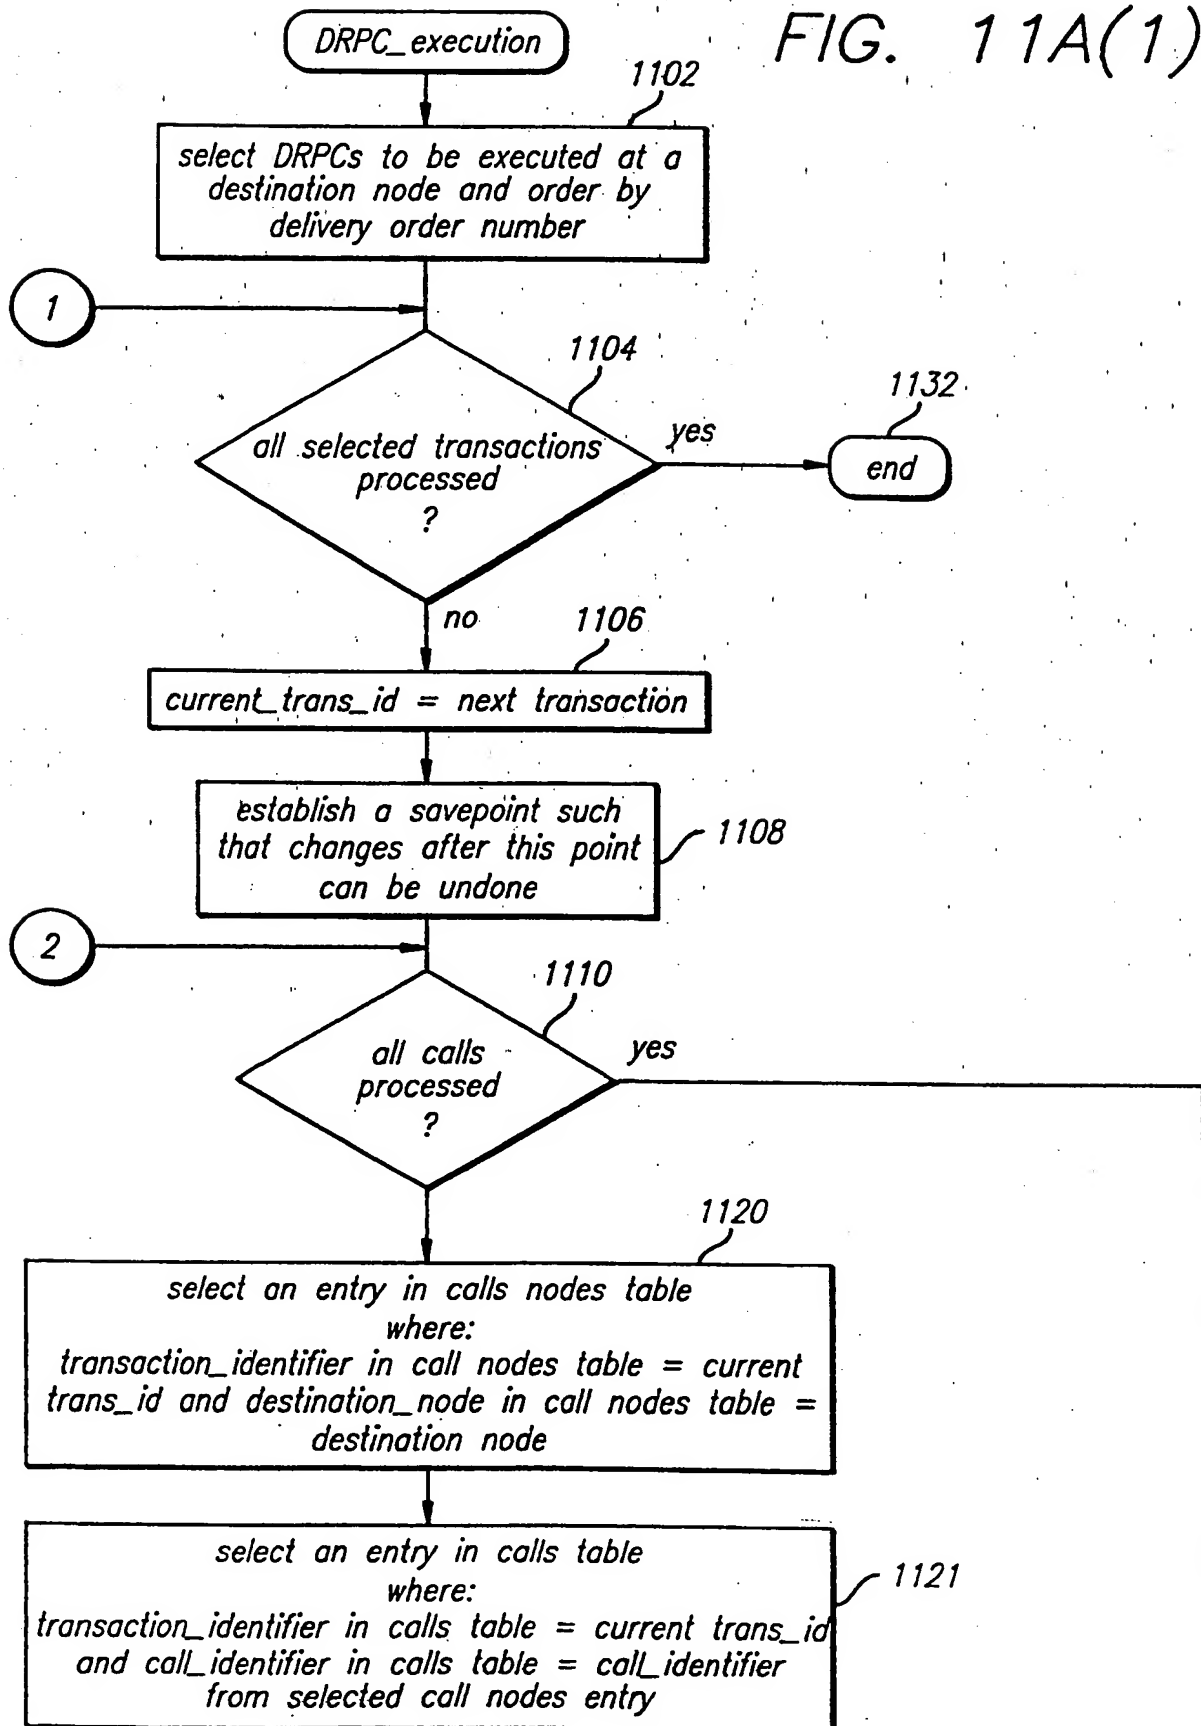 FIG. 11A(1)
DRPC_execution
1102
select DRPCs to be executed at a
destination node and order by
delivery order number
1
1104
all selected transactions
processed
?
yes
1132
end
no
1106
current_trans_id = next transaction
establish a savepoint such
that changes after this point
can be undone
1108
2
1110
all calls
processed
?
yes
1120
select an entry in calls nodes table
where:
transaction_identifier in call nodes table = current
trans_id and destination_node in call nodes table =
destination node
select an entry in calls table
where:
transaction_identifier in calls table = current trans_id
and call_identifier in calls table = call_identifier
from selected call nodes entry
1121